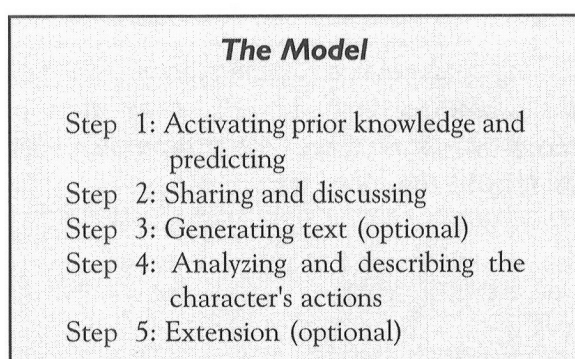 The Model
Step 1: Activating prior knowledge and
predicting
Step 2: Sharing and discussing
Step 3: Generating text (optional)
Step 4: Analyzing and describing the
character's actions
Step 5: Extension (optional)